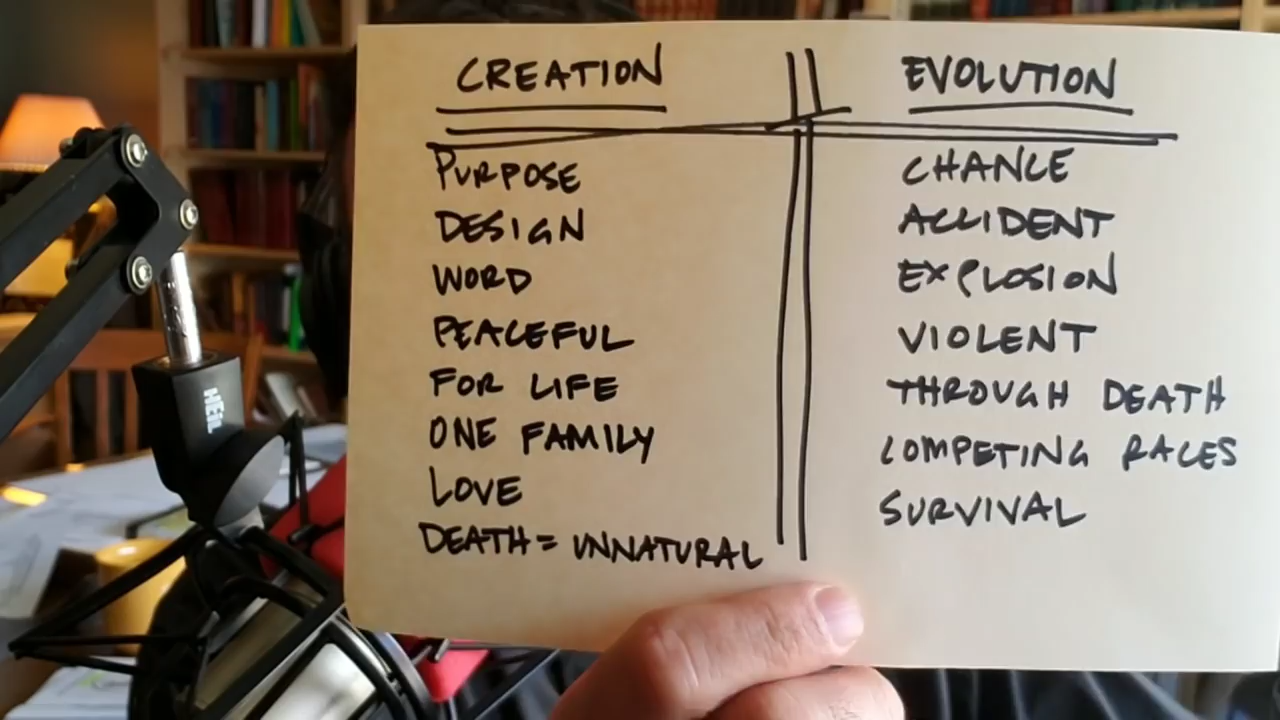 CREATION
EVOLUTION
PURPOSE
CHANCE
DESIGN
ACCIDENT
WORD
EXPLOSION
PEACEFUL
VIOLENT
FOR LIFE
THROUGH DEATH
ONE FAMILY
COMPETING RACES
LOVE
SURVIVAL
DEATH = UNNATURAL
HEIL